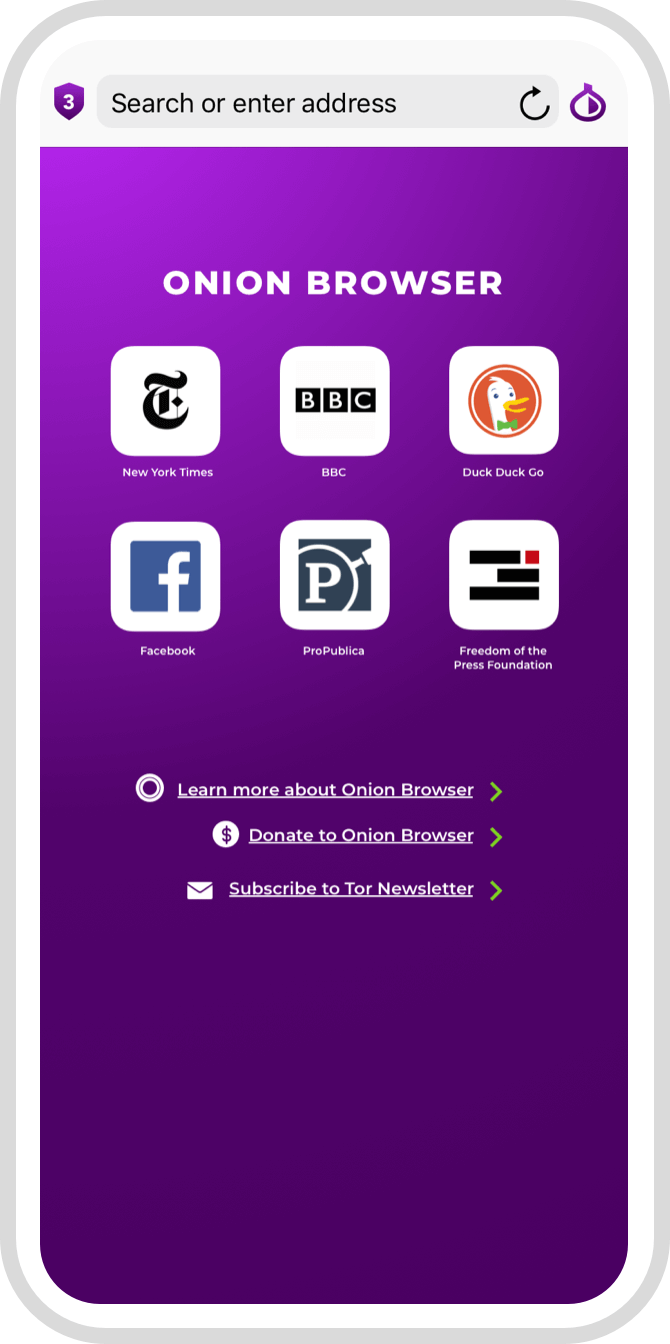 3
Search or enter address
ONION BROWSER
T
BBC
New York Times
BBC
Duck Duck Go
f
P
Facebook
ProPublica
Freedom of the
Press Foundation
Learn more about Onion Browser
$ Donate to Onion Browser
Subscribe to Tor Newsletter